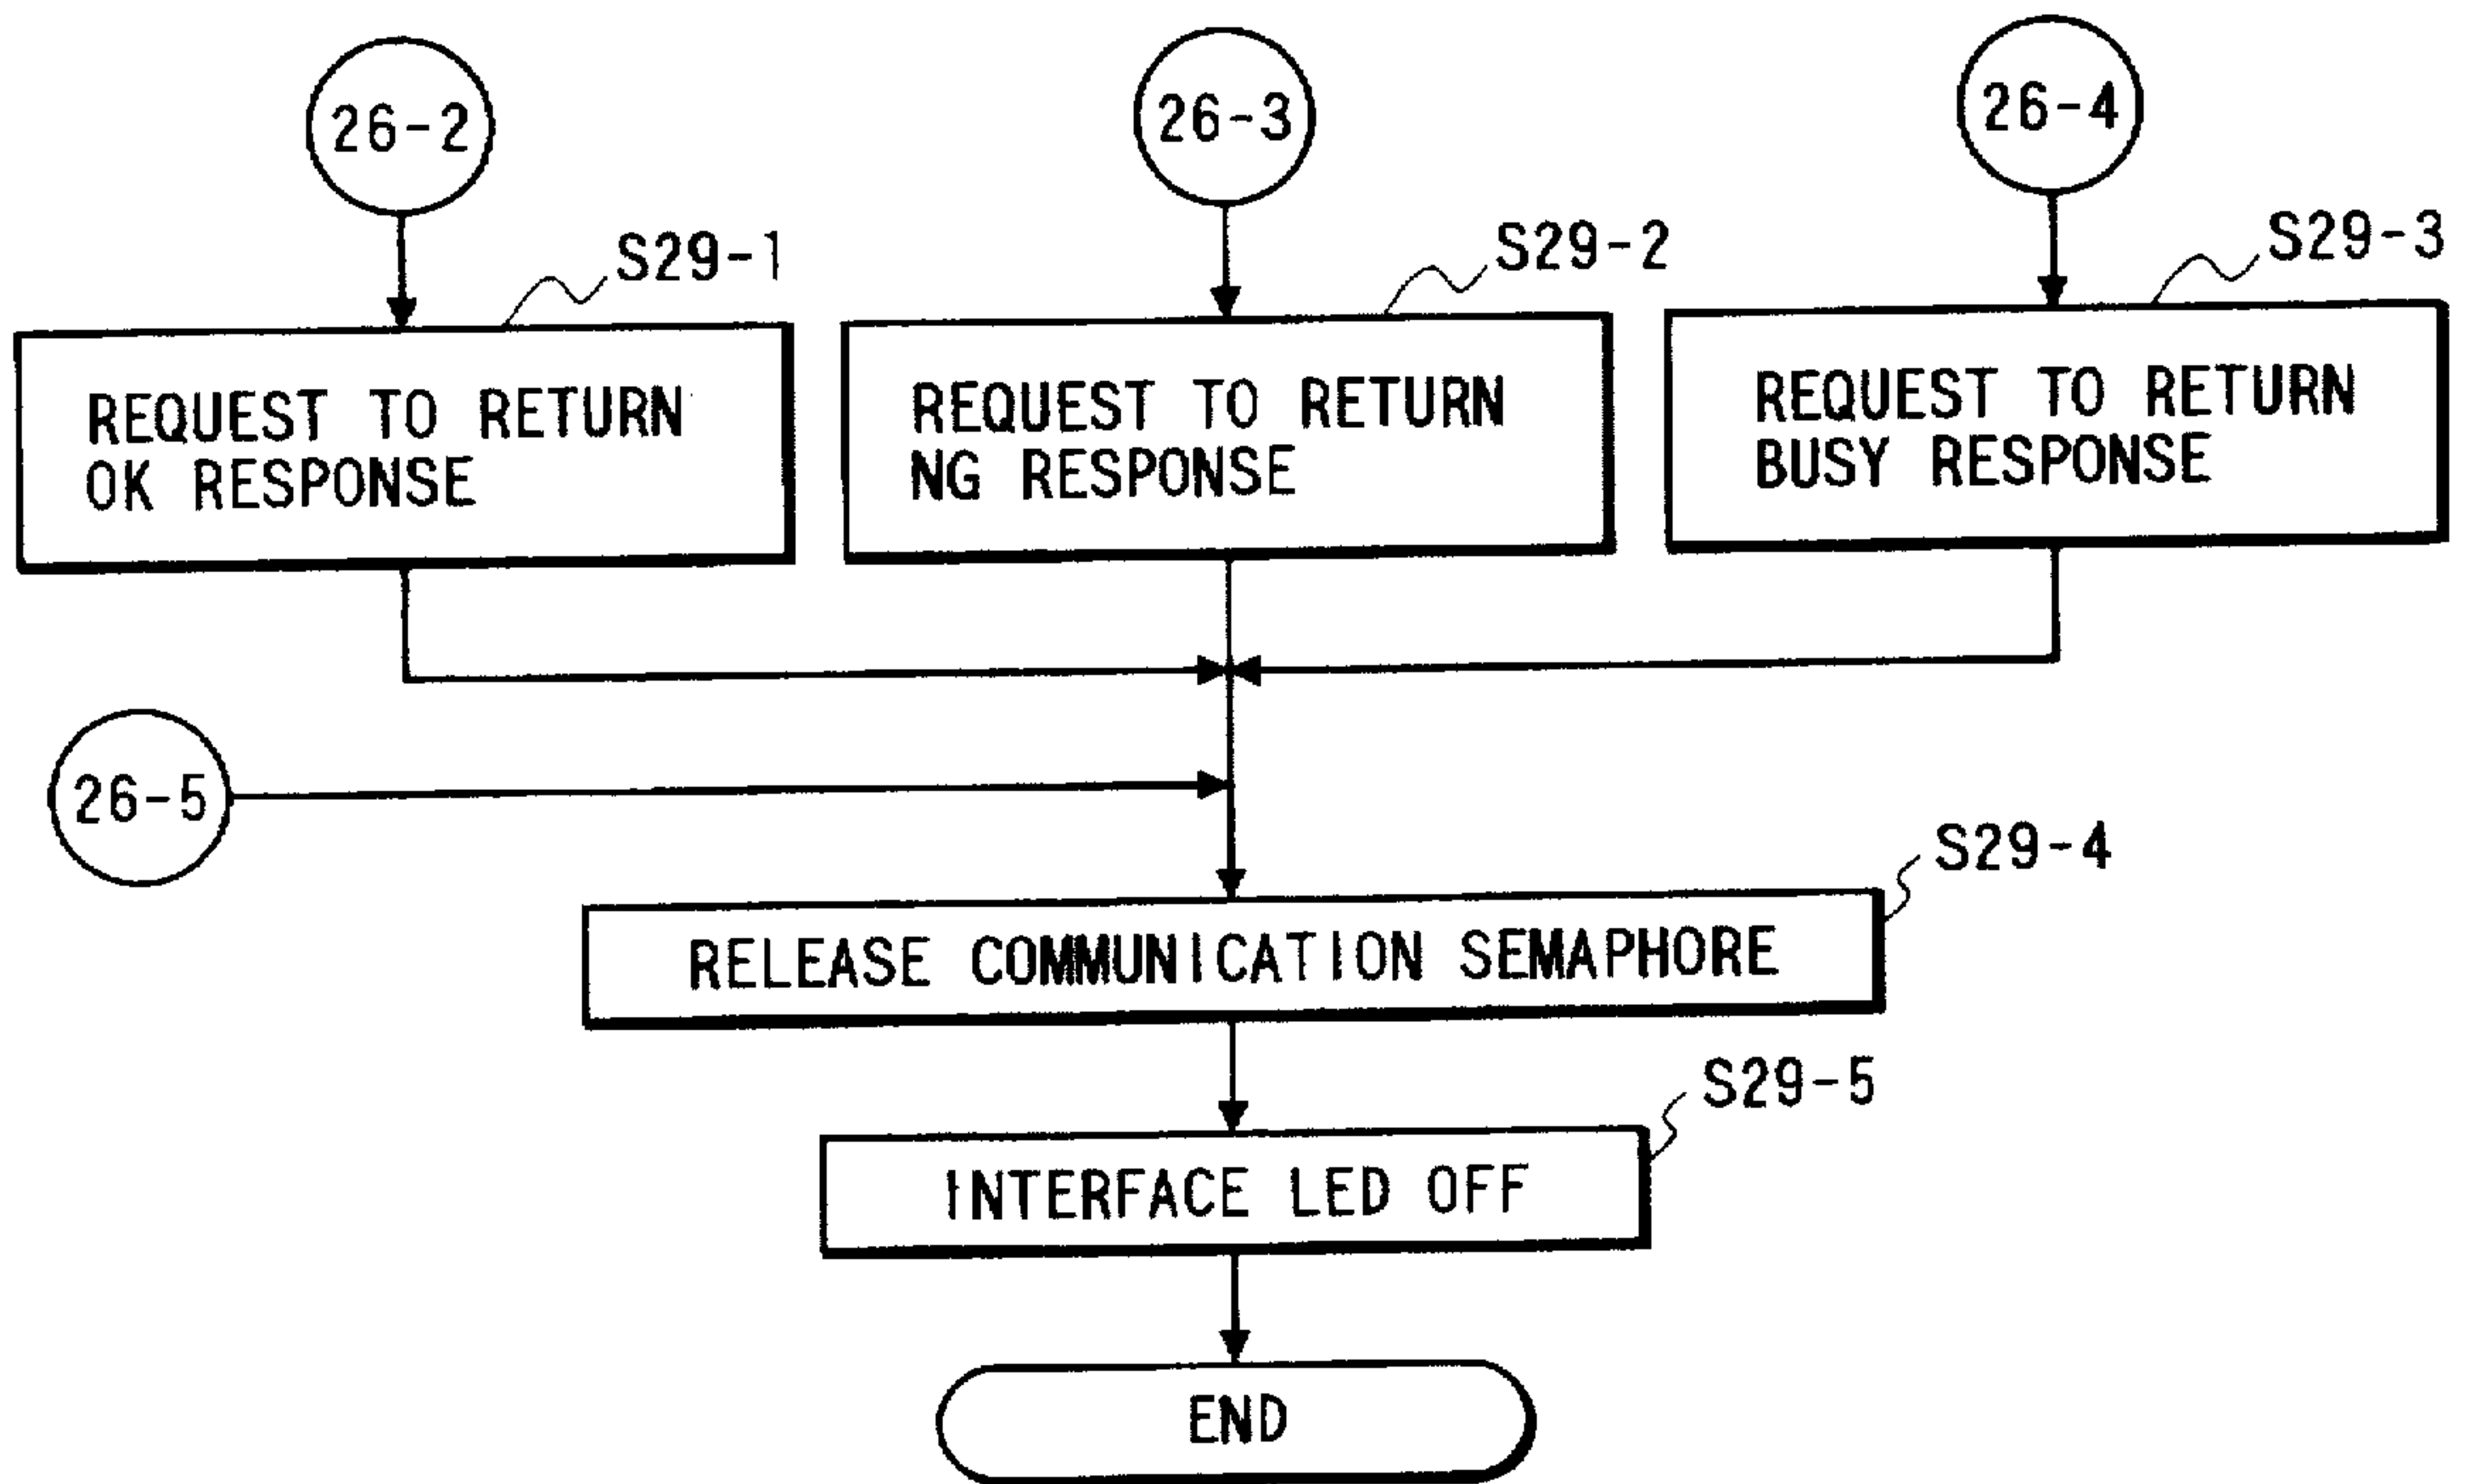 26-2
26-3
26-4
S29-1
S29-2
S29-3
REQUEST TO RETURN
OK RESPONSE
REQUEST TO RETURN
NG RESPONSE
REQUEST TO RETURN
BUSY RESPONSE
26-5
S29-4
RELEASE COMMUNICATION SEMAPHORE
S29-5
INTERFACE LED OFF
END